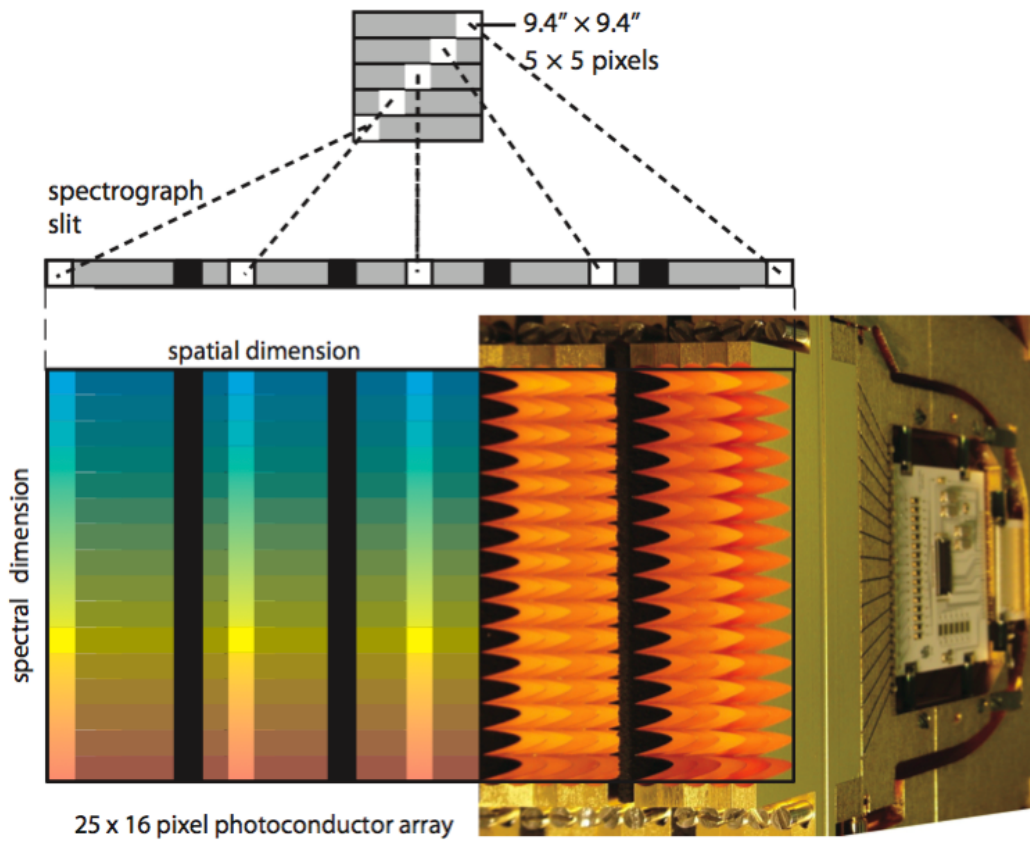 9.4″ × 9.4″
5 × 5 pixels
spectrograph
slit
spatial dimension
spectral dimension
25 x 16 pixel photoconductor array